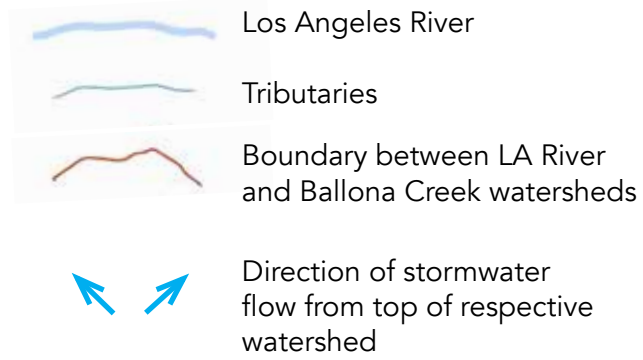 Los Angeles River
Tributaries
Boundary between LA River
and Ballona Creek watersheds
Direction of stormwater
flow from top of respective
watershed